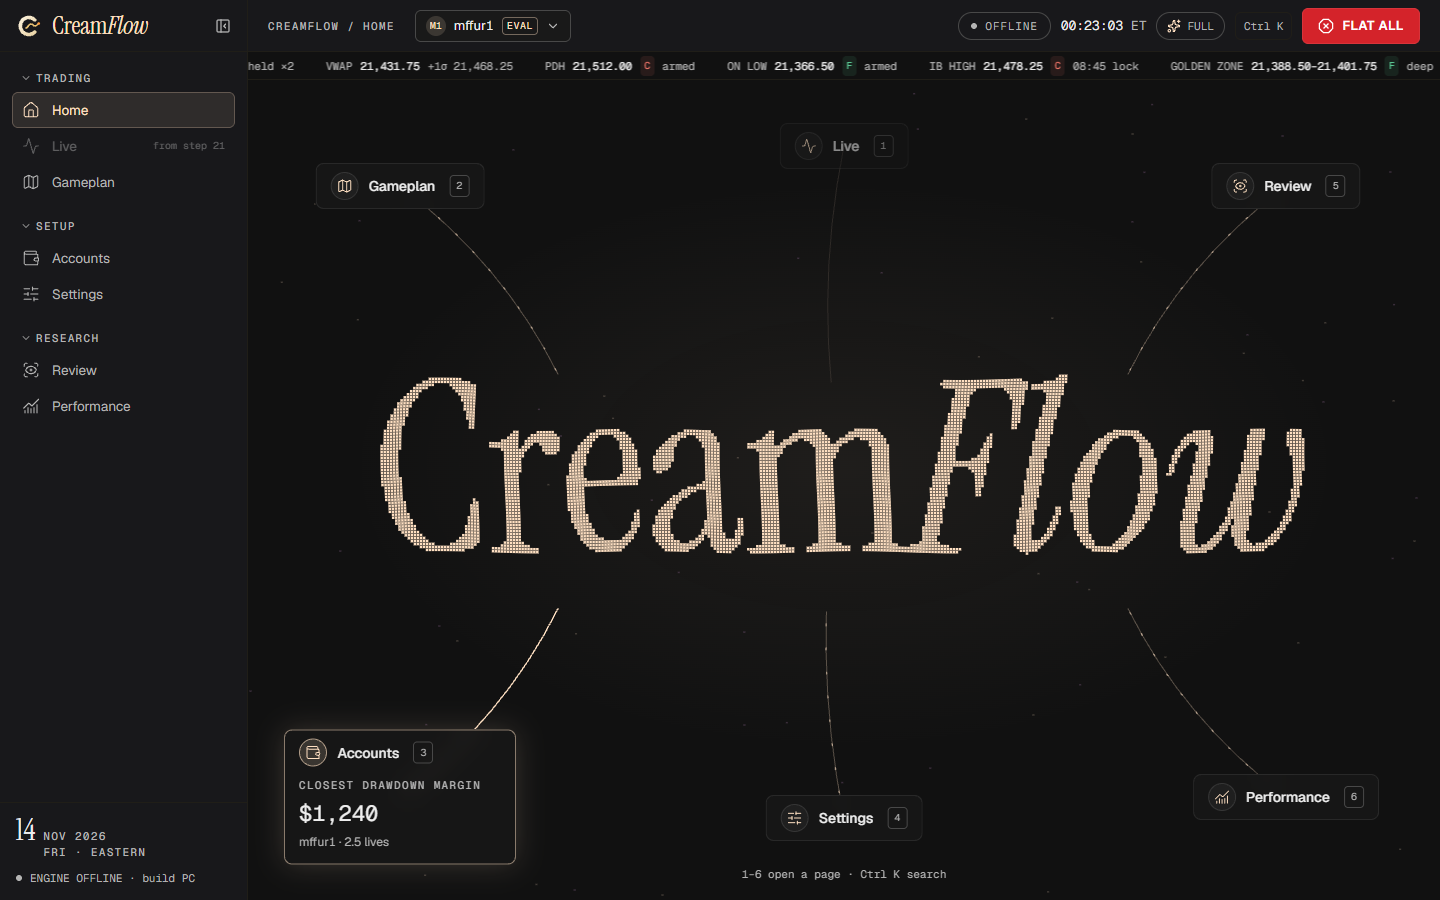 CreamFlow
CREAMFLOW / HOME
M1 mffur1 EVAL
OFFLINE
00:23:03 ET
FULL
Ctrl K
FLAT ALL
held ×2 VWAP 21,431.75 +1σ 21,468.25 PDH 21,512.00 C armed ON LOW 21,366.50 F armed IB HIGH 21,478.25 C 08:45 lock GOLDEN ZONE 21,388.50–21,401.75 F deep
TRADING
Home
Live from step 21
Gameplan
SETUP
Accounts
Settings
RESEARCH
Review
Performance
Live 1
Gameplan 2
Review 5
CreamFlow
Accounts 3
CLOSEST DRAWDOWN MARGIN
$1,240
mffur1 · 2.5 lives
Settings 4
Performance 6
1–6 open a page · Ctrl K search
14 NOV 2026
FRI · EASTERN
ENGINE OFFLINE · build PC